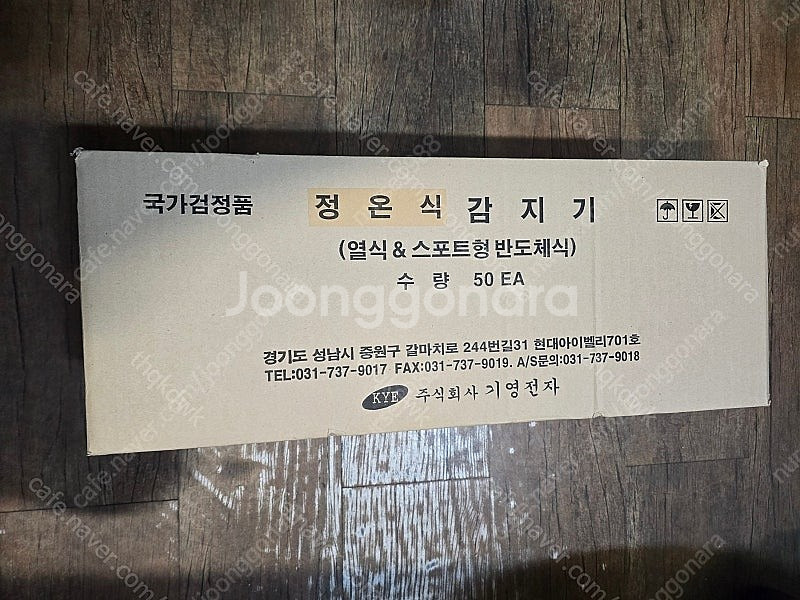 국가검정품 정 온 식 감 지 기
(열식 & 스포트형 반도체식)
수 량 50 EA
Joonggonara
경기도 성남시 중원구 갈마치로 244번길31 현대아이벨리701호
TEL:031-737-9017 FAX:031-737-9019. A/S문의:031-737-9018
KYE 주식회사 기영전자